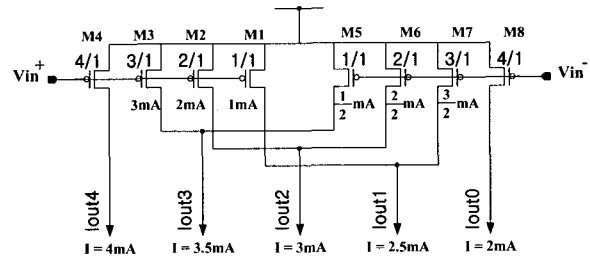 M4 M3 M2 M1 M5 M6 M7 M8
4/1 3/1 2/1 1/1 1/1 2/1 3/1 4/1
Vin+ Vin-
3mA 2mA 1mA 1/2 mA 2/2 mA 3/2 mA
Iout4 Iout3 Iout2 Iout1 Iout0
I = 4mA I = 3.5mA I = 3mA I = 2.5mA I = 2mA